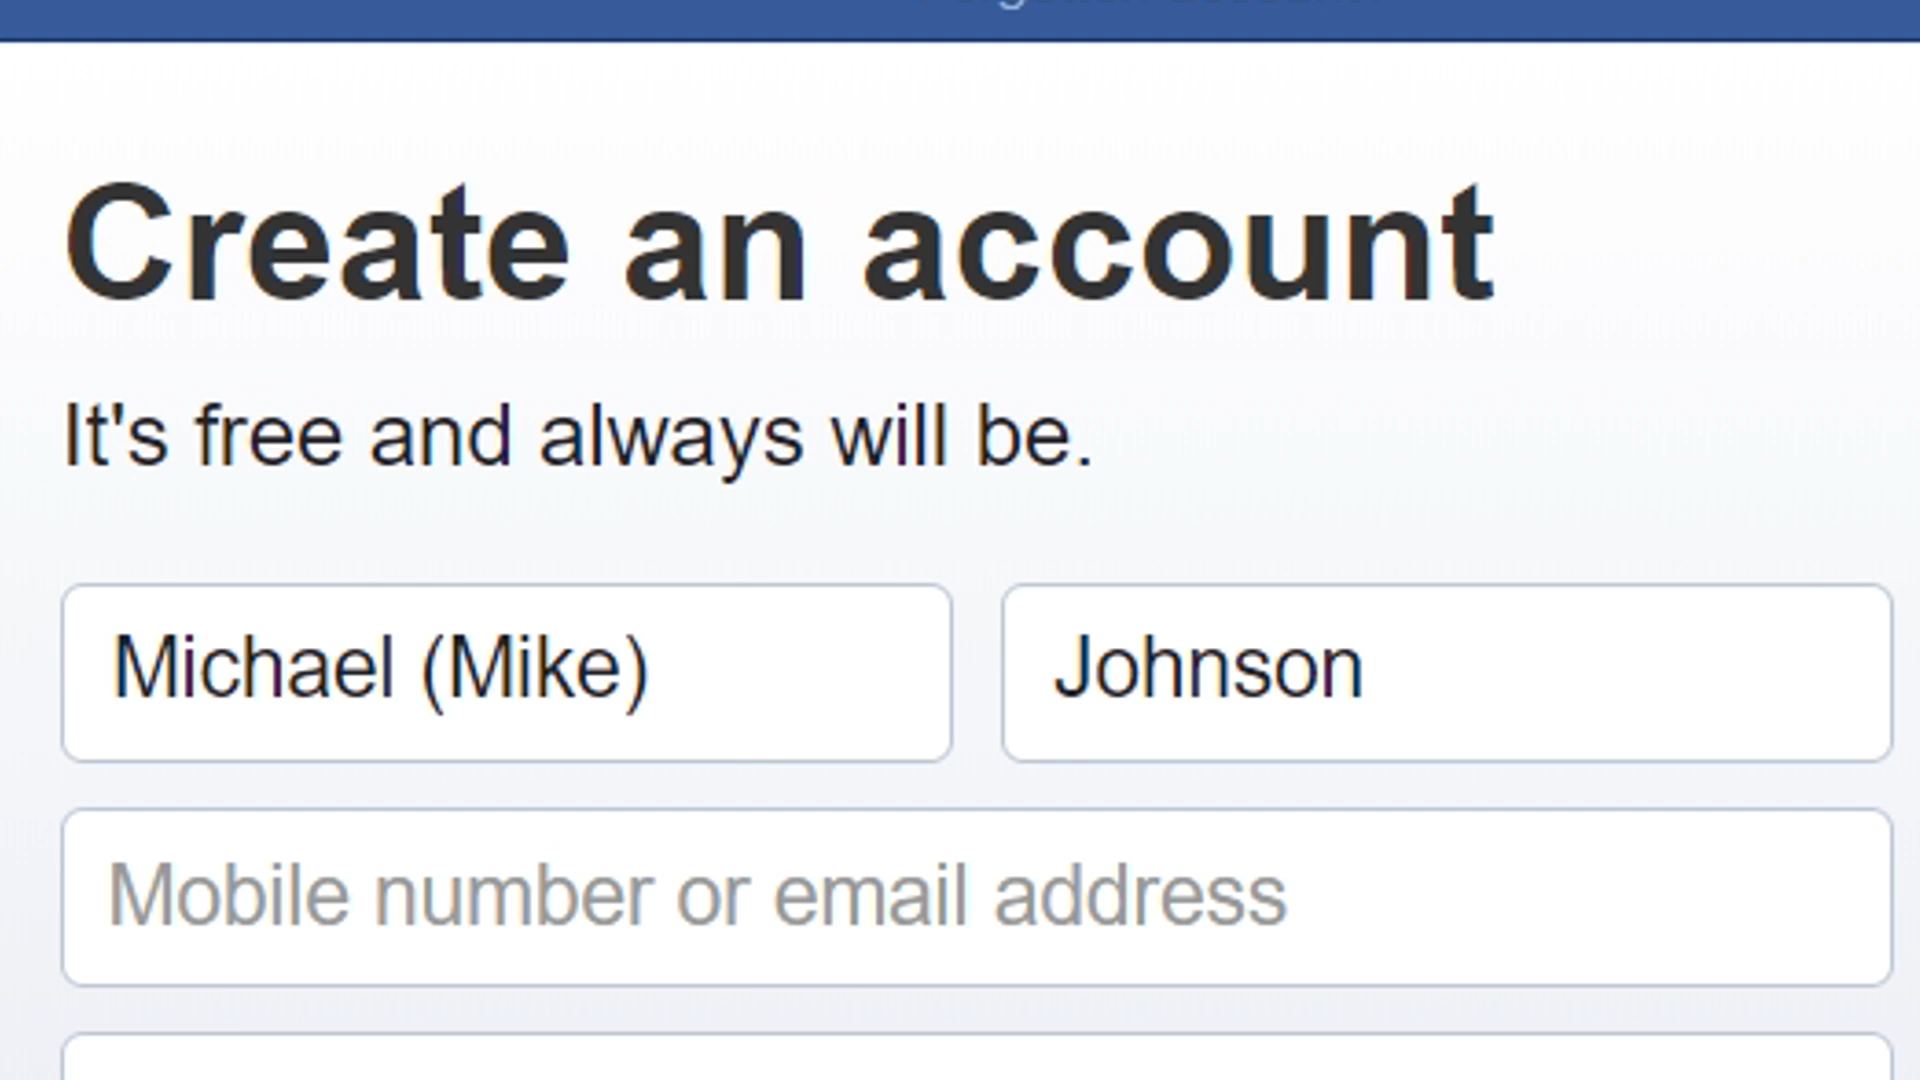 Create an account
It's free and always will be.
Michael (Mike) Johnson
Mobile number or email address